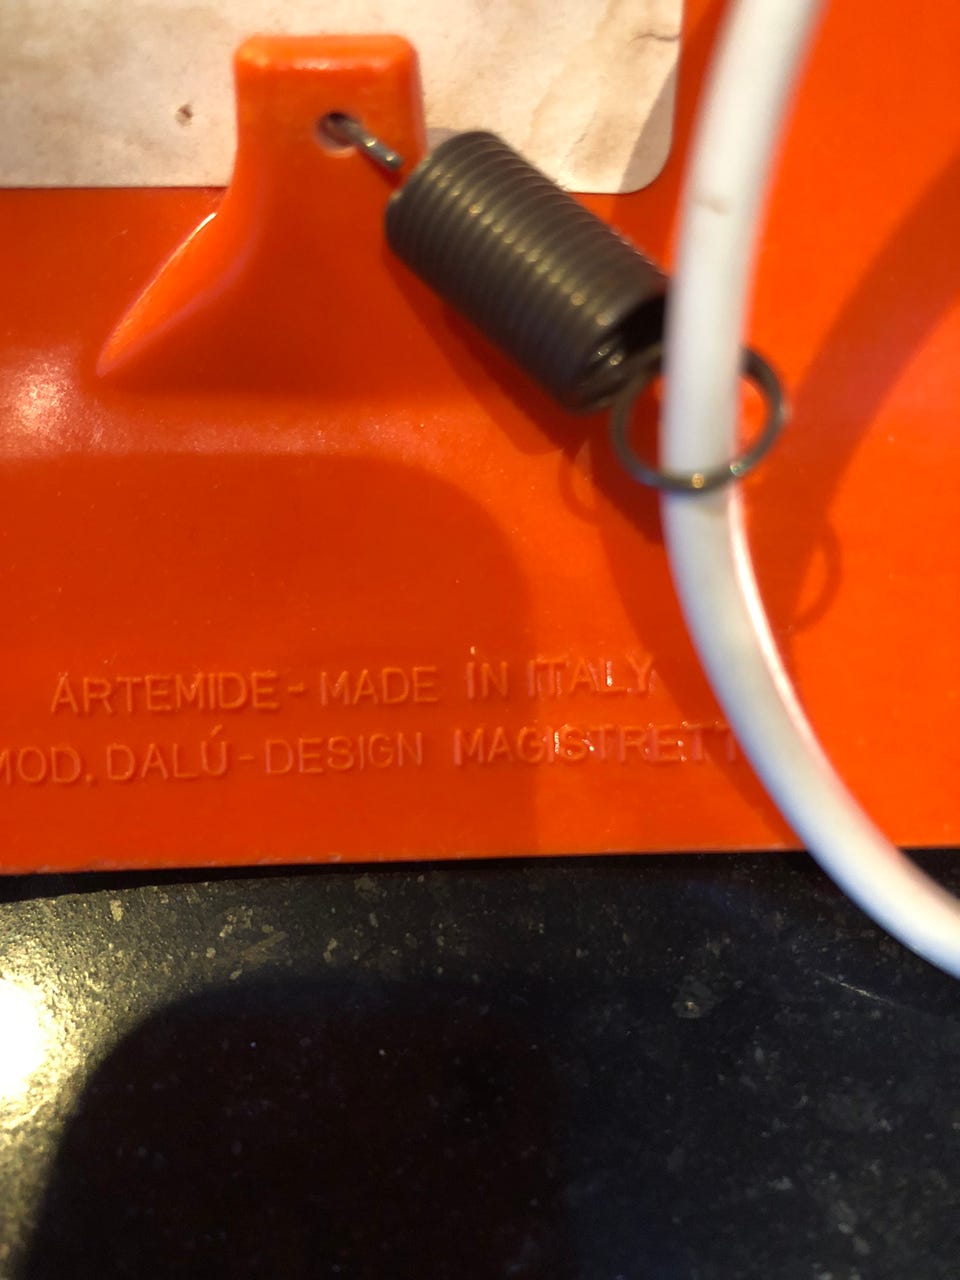 ARTEMIDE - MADE IN ITALY
MOD. DALÚ - DESIGN MAGISTRETT